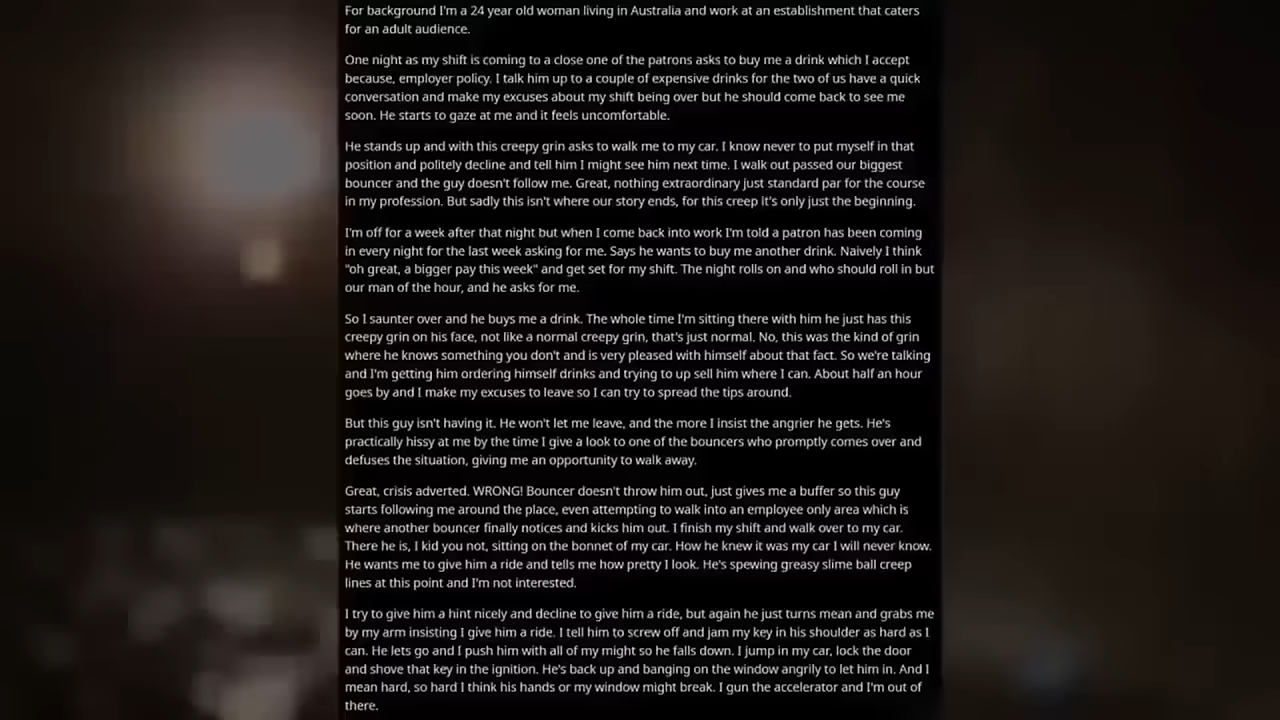 For background I'm a 24 year old woman living in Australia and work at an establishment that caters
for an adult audience.
One night as my shift is coming to a close one of the patrons asks to buy me a drink which I accept
because, employer policy. I talk him up to a couple of expensive drinks for the two of us have a quick
conversation and make my excuses about my shift being over but he should come back to see me
soon. He starts to gaze at me and it feels uncomfortable.
He stands up and with this creepy grin asks to walk me to my car. I know never to put myself in that
position and politely decline and tell him I might see him next time. I walk out passed our biggest
bouncer and the guy doesn't follow me. Great, nothing extraordinary just standard par for the course
in my profession. But sadly this isn't where our story ends, for this creep it's only just the beginning.
I'm off for a week after that night but when I come back into work I'm told a patron has been coming
in every night for the last week asking for me. Says he wants to buy me another drink. Naively I think
"oh great, a bigger pay this week" and get set for my shift. The night rolls on and who should roll in but
our man of the hour, and he asks for me.
So I saunter over and he buys me a drink. The whole time I'm sitting there with him he just has this
creepy grin on his face, not like a normal creepy grin, that's just normal. No, this was the kind of grin
where he knows something you don't and is very pleased with himself about that fact. So we're talking
and I'm getting him ordering himself drinks and trying to up sell him where I can. About half an hour
goes by and I make my excuses to leave so I can try to spread the tips around.
But this guy isn't having it. He won't let me leave, and the more I insist the angrier he gets. He's
practically hissy at me by the time I give a look to one of the bouncers who promptly comes over and
defuses the situation, giving me an opportunity to walk away.
Great, crisis adverted. WRONG! Bouncer doesn't throw him out, just gives me a buffer so this guy
starts following me around the place, even attempting to walk into an employee only area which is
where another bouncer finally notices and kicks him out. I finish my shift and walk over to my car.
There he is, I kid you not, sitting on the bonnet of my car. How he knew it was my car I will never know.
He wants me to give him a ride and tells me how pretty I look. He's spewing greasy slime ball creep
lines at this point and I'm not interested.
I try to give him a hint nicely and decline to give him a ride, but again he just turns mean and grabs me
by my arm insisting I give him a ride. I tell him to screw off and jam my key in his shoulder as hard as I
can. He lets go and I push him with all of my might so he falls down. I jump in my car, lock the door
and shove that key in the ignition. He's back up and banging on the window angrily to let him in. And I
mean hard, so hard I think his hands or my window might break. I gun the accelerator and I'm out of
there.